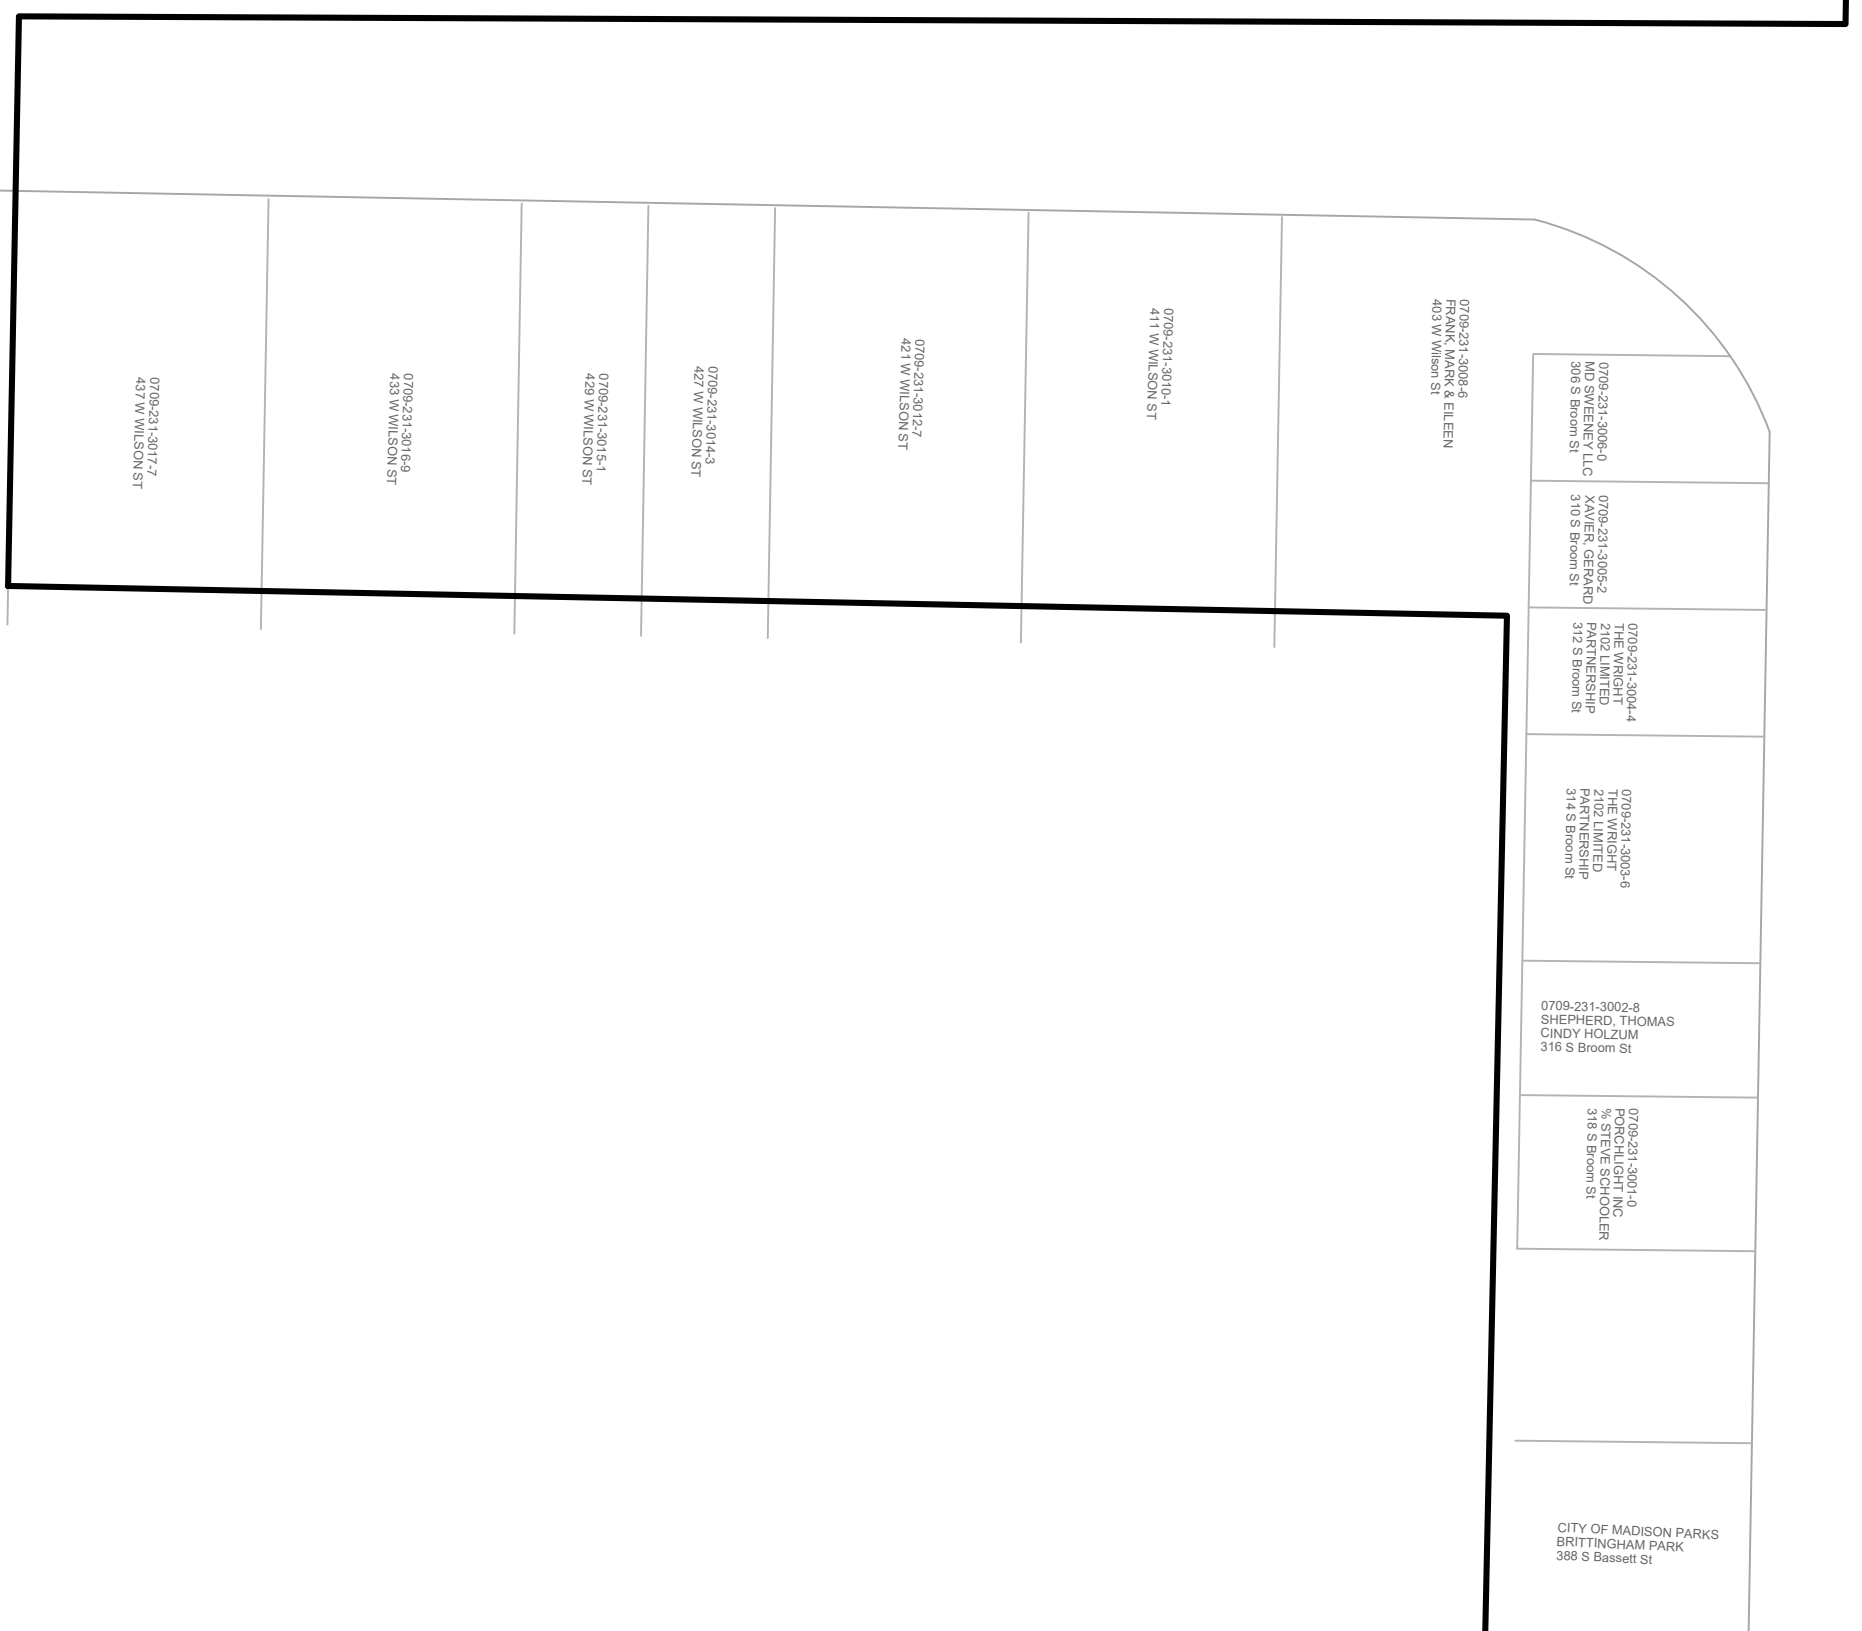 0709-231-3017-7
437 W WILSON ST
0709-231-3016-9
433 W WILSON ST
0709-231-3015-1
429 W WILSON ST
0709-231-3014-3
427 W WILSON ST
0709-231-3012-7
421 W WILSON ST
0709-231-3010-1
411 W WILSON ST
0709-231-3008-6
FRANK, MARK & EILEEN
403 W Wilson St
0709-231-3006-0
MD SWEENEY LLC
306 S Broom St
0709-231-3005-2
XAVIER, GERARD
310 S Broom St
0709-231-3004-4
THE WRIGHT
2102 LIMITED
PARTNERSHIP
312 S Broom St
0709-231-3003-6
THE WRIGHT
2102 LIMITED
PARTNERSHIP
314 S Broom St
0709-231-3002-8
SHEPHERD, THOMAS
CINDY HOLZUM
316 S Broom St
0709-231-3001-0
PORCHLIGHT INC
% STEVE SCHOOLER
318 S Broom St
CITY OF MADISON PARKS
BRITTINGHAM PARK
388 S Bassett St